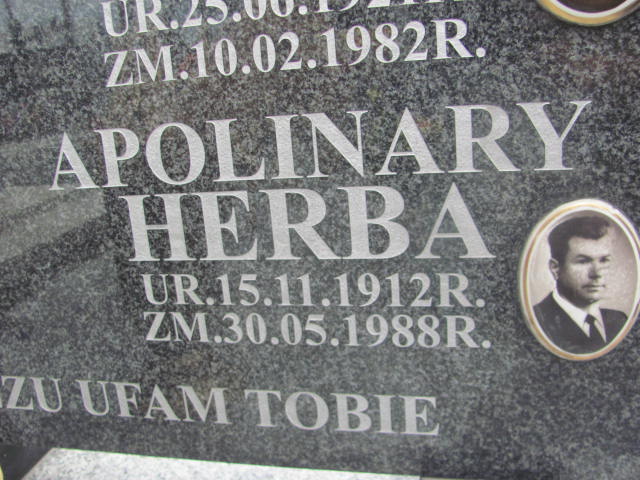 ZM.10.02.1982R.
APOLINARY
HERBA
UR.15.11.1912R.
ZM.30.05.1988R.
UFAM TOBIE